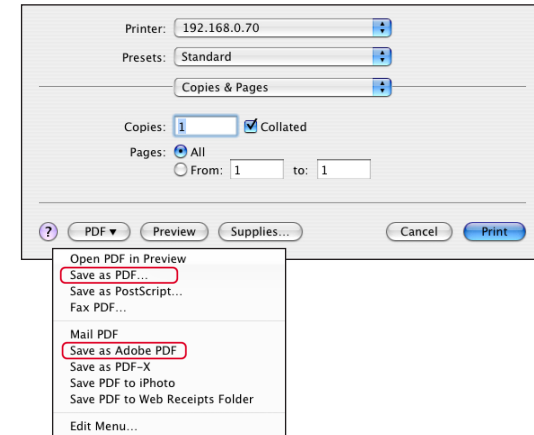 Printer: 192.168.0.70
Presets: Standard
Copies & Pages
Copies: 1 Collated
Pages: All
From: 1 to: 1
? PDF▼ Preview Supplies... Cancel Print
Open PDF in Preview
Save as PDF...
Save as PostScript...
Fax PDF...
Mail PDF
Save as Adobe PDF
Save as PDF-X
Save PDF to iPhoto
Save PDF to Web Receipts Folder
Edit Menu...